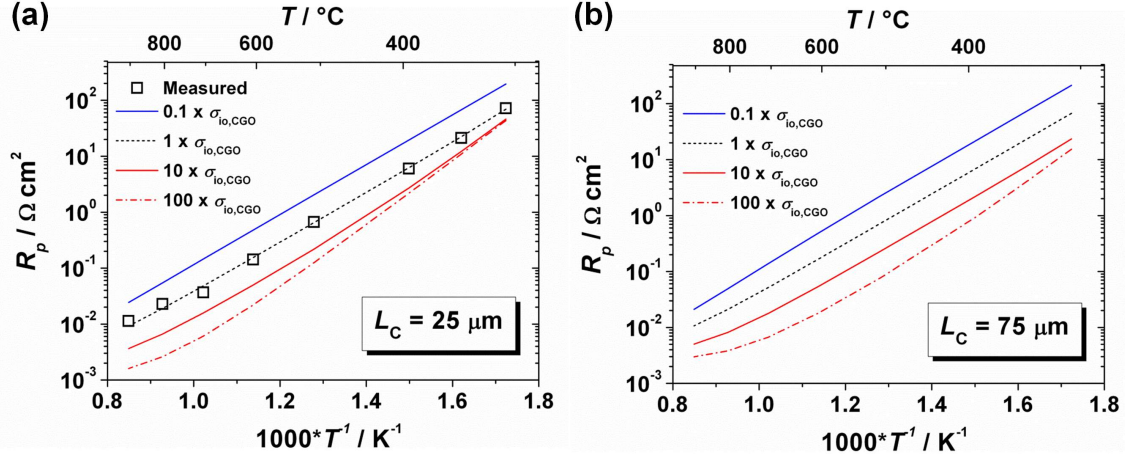 (a)
T / °C
800 600 400
10² 10¹ 10⁰ 10⁻¹ 10⁻² 10⁻³
Rp / Ω cm²
Measured
0.1 x σio,CGO
1 x σio,CGO
10 x σio,CGO
100 x σio,CGO
LC = 25 μm
0.8 1.0 1.2 1.4 1.6 1.8
1000*T⁻¹ / K⁻¹
(b)
T / °C
800 600 400
10² 10¹ 10⁰ 10⁻¹ 10⁻² 10⁻³
Rp / Ω cm²
0.1 x σio,CGO
1 x σio,CGO
10 x σio,CGO
100 x σio,CGO
LC = 75 μm
0.8 1.0 1.2 1.4 1.6 1.8
1000*T⁻¹ / K⁻¹